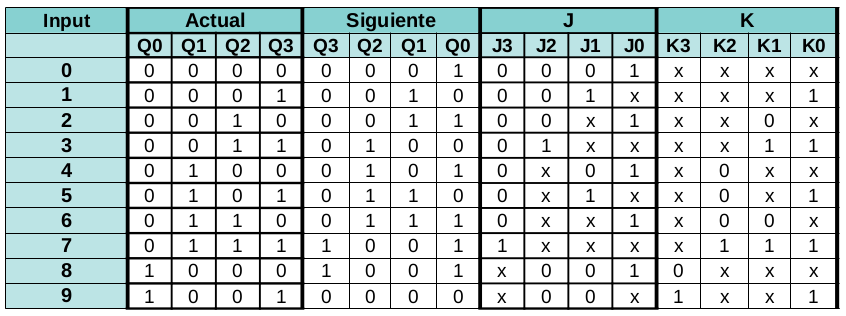 Input Actual Siguiente J K
Q0 Q1 Q2 Q3 Q3 Q2 Q1 Q0 J3 J2 J1 J0 K3 K2 K1 K0
0 0 0 0 0 0 0 0 1 0 0 0 1 x x x x
1 0 0 0 1 0 0 1 0 0 0 1 x x x x 1
2 0 0 1 0 0 0 1 1 0 0 x 1 x x 0 x
3 0 0 1 1 0 1 0 0 0 1 x x x x 1 1
4 0 1 0 0 0 1 0 1 0 x 0 1 x 0 x x
5 0 1 0 1 0 1 1 0 0 x 1 x x 0 x 1
6 0 1 1 0 0 1 1 1 0 x x 1 x 0 0 x
7 0 1 1 1 1 0 0 1 1 x x x x 1 1 1
8 1 0 0 0 1 0 0 1 x 0 0 1 0 x x x
9 1 0 0 1 0 0 0 0 x 0 0 x 1 x x 1